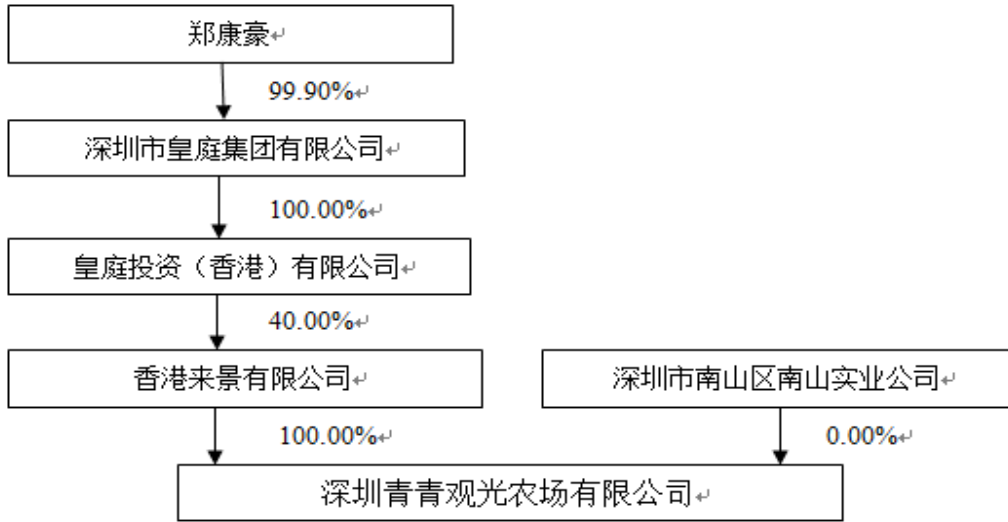 郑康豪↵
99.90%↵
深圳市皇庭集团有限公司↵
100.00%↵
皇庭投资（香港）有限公司↵
40.00%↵
香港来景有限公司↵
深圳市南山区南山实业公司↵
100.00%↵
0.00%↵
深圳青青观光农场有限公司↵